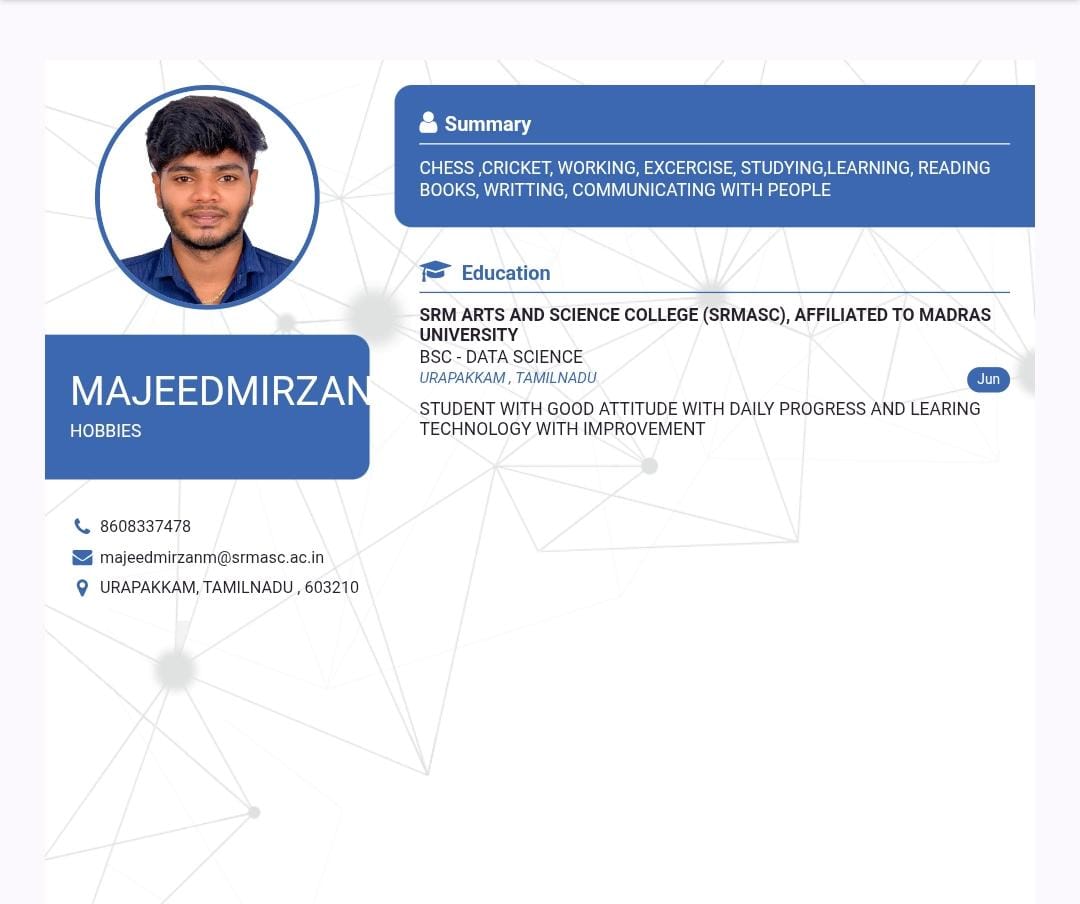 MAJEEDMIRZAN
HOBBIES
8608337478
majeedmirzanm@srmasc.ac.in
URAPAKKAM, TAMILNADU , 603210
Summary
CHESS ,CRICKET, WORKING, EXCERCISE, STUDYING,LEARNING, READING
BOOKS, WRITTING, COMMUNICATING WITH PEOPLE
Education
SRM ARTS AND SCIENCE COLLEGE (SRMASC), AFFILIATED TO MADRAS
UNIVERSITY
BSC - DATA SCIENCE
URAPAKKAM , TAMILNADU
Jun
STUDENT WITH GOOD ATTITUDE WITH DAILY PROGRESS AND LEARING
TECHNOLOGY WITH IMPROVEMENT